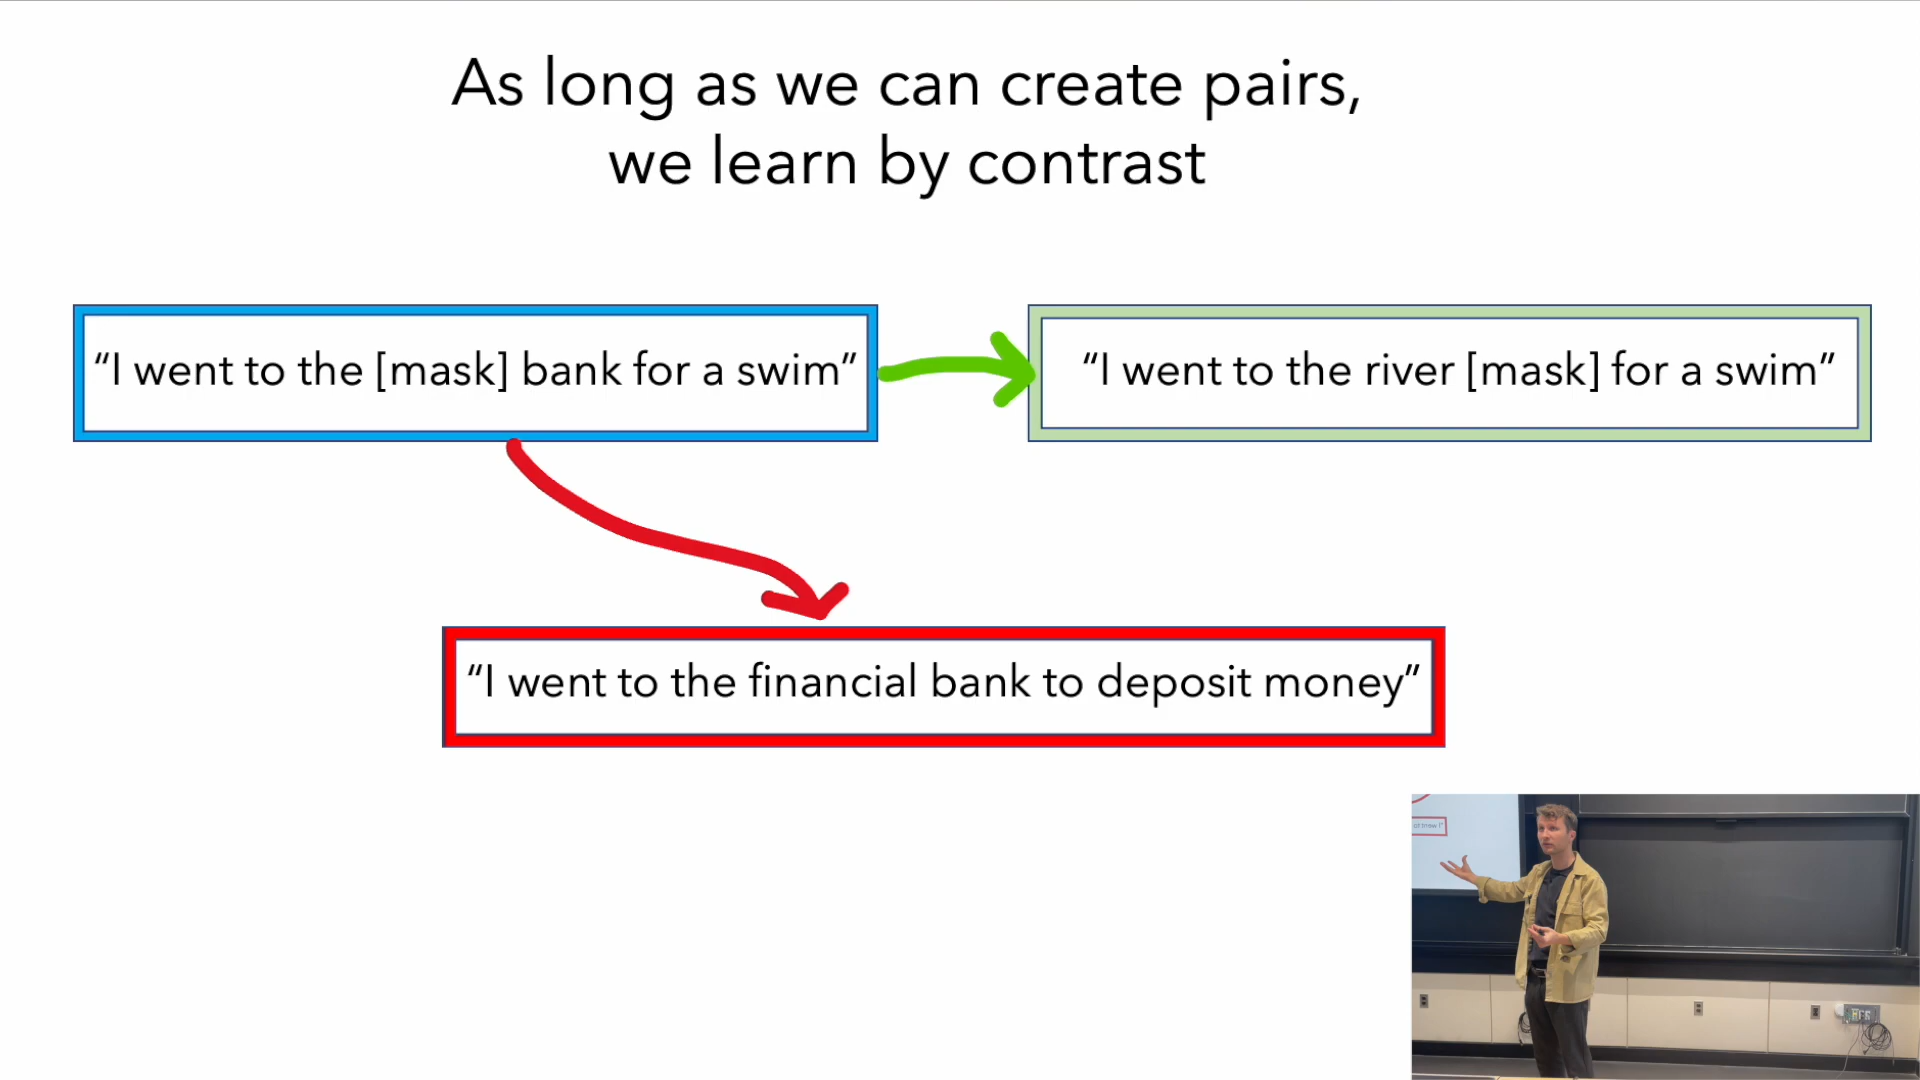 As long as we can create pairs,
we learn by contrast
“I went to the [mask] bank for a swim”
“I went to the river [mask] for a swim”
“I went to the financial bank to deposit money”